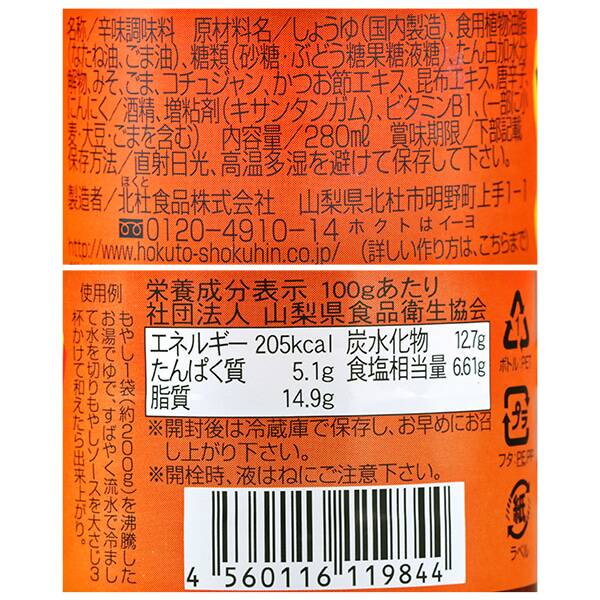 名称/辛味調味料 原材料名/しょうゆ(国内製造)、食用植物油脂
(なたね油、ごま油)、糖類(砂糖・ぶどう糖果糖液糖)、たん白加水分
解物、みそ、ごま、コチュジャン、かつお節エキス、昆布エキス、唐辛子、
にんにく/酒精、増粘剤(キサンタンガム)、ビタミンB1、(一部に小
麦・大豆・ごまを含む) 内容量/280mℓ 賞味期限/下部記載
保存方法/直射日光、高温多湿を避けて保存して下さい。
ほくと
製造者/北杜食品株式会社 山梨県北杜市明野町上手1-1
0120-4910-14 ホクトはイーヨ
http://www.hokuto-shokuhin.co.jp/ (詳しい作り方は、こちらまで)
栄養成分表示 100gあたり
社団法人 山梨県食品衛生協会
エネルギー 205kcal 炭水化物 12.7g
たんぱく質 5.1g 食塩相当量 6.61g
脂質 14.9g
※開封後は冷蔵庫で保存し、お早めにお召
し上がり下さい。
※開栓時、液はねにご注意下さい。
使用例
もやし1袋(約200g)を沸騰した
お湯でゆで、すばやく流水で冷まし
て水を切りもやしソースを大さじ3
杯かけて和えたら出来上がり。
1
ボトル:PET
プラ
フタ:PE,PP
紙
ラベル
4 560116 119844